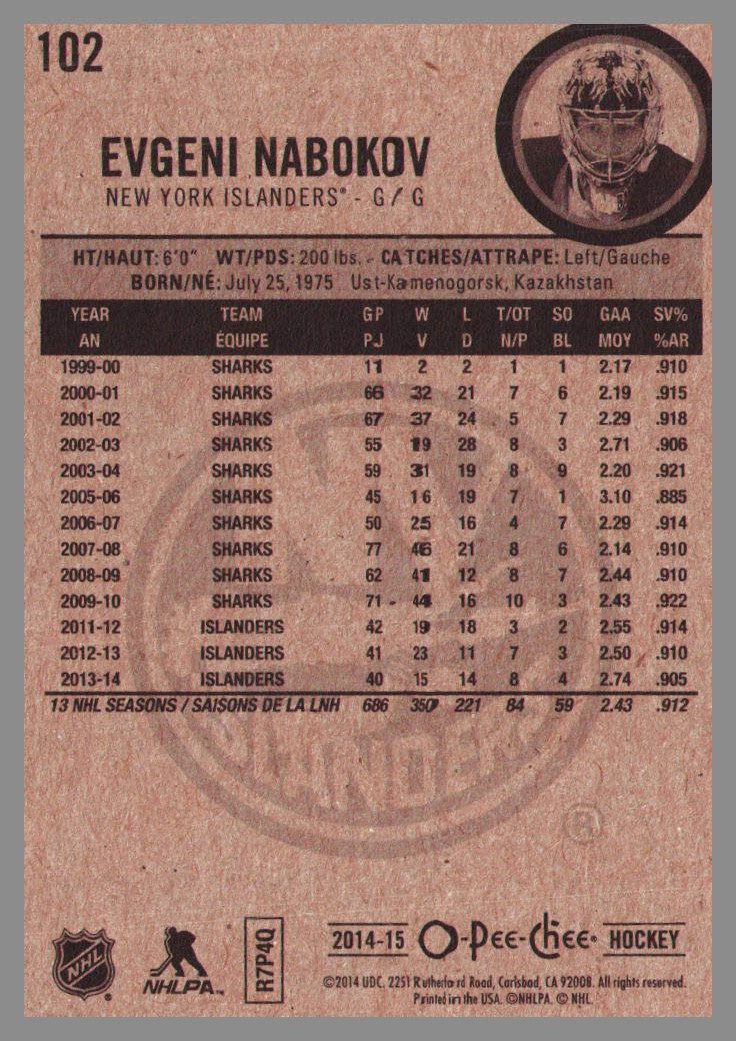 102
EVGENI NABOKOV
NEW YORK ISLANDERS® - G / G
HT/HAUT: 6'0" WT/PDS: 200 lbs. - CATCHES/ATTRAPE: Left/Gauche
BORN/NÉ: July 25, 1975 Ust-Kamenogorsk, Kazakhstan
YEAR TEAM GP W L T/OT SO GAA SV%
AN ÉQUIPE PJ V D N/P BL MOY %AR
1999-00 SHARKS 11 2 2 1 1 2.17 .910
2000-01 SHARKS 66 32 21 7 6 2.19 .915
2001-02 SHARKS 67 37 24 5 7 2.29 .918
2002-03 SHARKS 55 19 28 8 3 2.71 .906
2003-04 SHARKS 59 31 19 8 9 2.20 .921
2005-06 SHARKS 45 16 19 7 1 3.10 .885
2006-07 SHARKS 50 25 16 4 7 2.29 .914
2007-08 SHARKS 77 46 21 8 6 2.14 .910
2008-09 SHARKS 62 41 12 8 7 2.44 .910
2009-10 SHARKS 71 - 44 16 10 3 2.43 .922
2011-12 ISLANDERS 42 19 18 3 2 2.55 .914
2012-13 ISLANDERS 41 23 11 7 3 2.50 .910
2013-14 ISLANDERS 40 15 14 8 4 2.74 .905
13 NHL SEASONS / SAISONS DE LA LNH 686 350 221 84 59 2.43 .912
ISLANDERS
®
NHL ®
NHLPA™
R7P4Q
2014-15 O-Pee-Chee® HOCKEY
©2014 UDC. 2251 Rutherford Road, Carlsbad, CA 92008. All rights reserved.
Printed in the USA. ©NHLPA. © NHL.